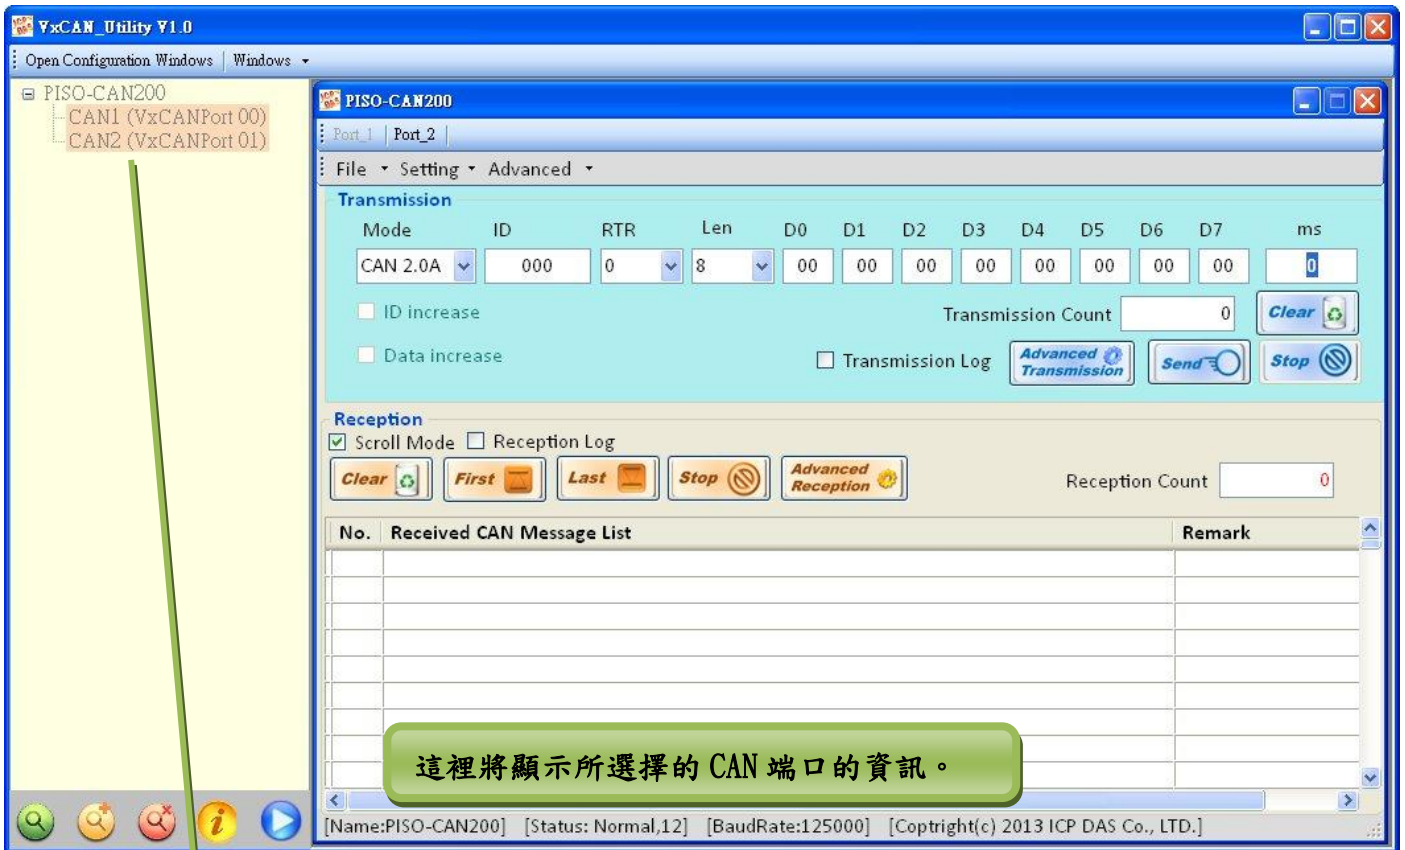 VxCAN_Utility V1.0
Open Configuration Windows Windows
PISO-CAN200
CAN1 (VxCANPort 00)
CAN2 (VxCANPort 01)
PISO-CAN200
Port_1 Port_2
File Setting Advanced
Transmission
Mode ID RTR Len D0 D1 D2 D3 D4 D5 D6 D7 ms
CAN 2.0A 000 0 8 00 00 00 00 00 00 00 00 0
ID increase Transmission Count 0 Clear
Data increase Transmission Log Advanced Transmission Send Stop
Reception
Scroll Mode Reception Log
Clear First Last Stop Advanced Reception Reception Count 0
No. Received CAN Message List Remark
這裡將顯示所選擇的 CAN 端口的資訊。
[Name:PISO-CAN200] [Status: Normal,12] [BaudRate:125000] [Coptright(c) 2013 ICP DAS Co., LTD.]